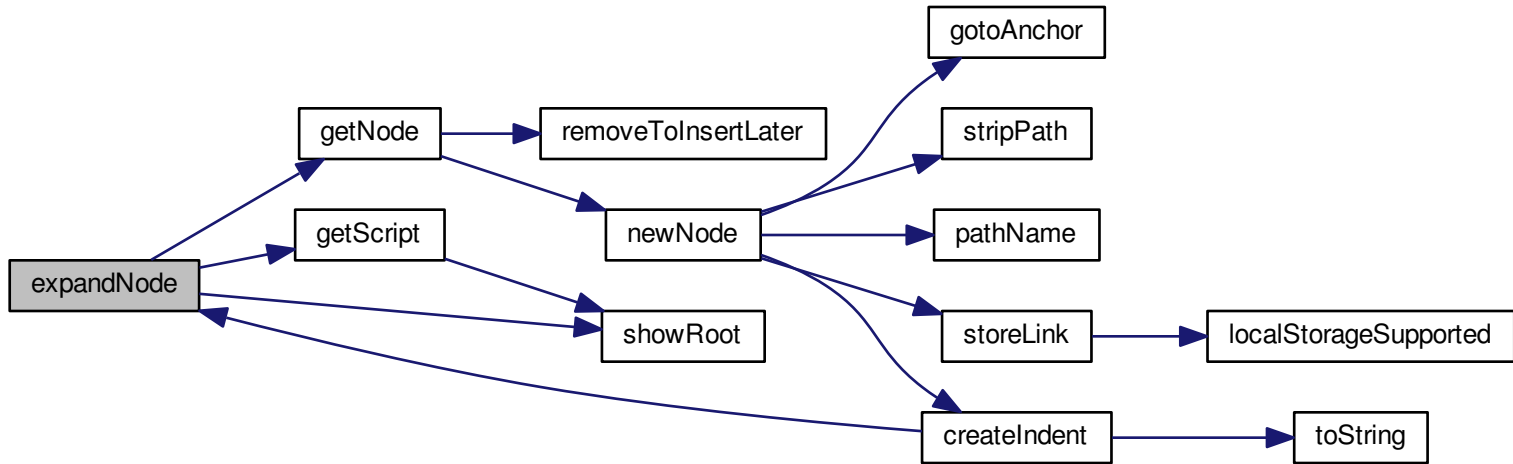 gotoAnchor
getNode
removeToInsertLater
stripPath
getScript
newNode
pathName
expandNode
showRoot
storeLink
localStorageSupported
createIndent
toString